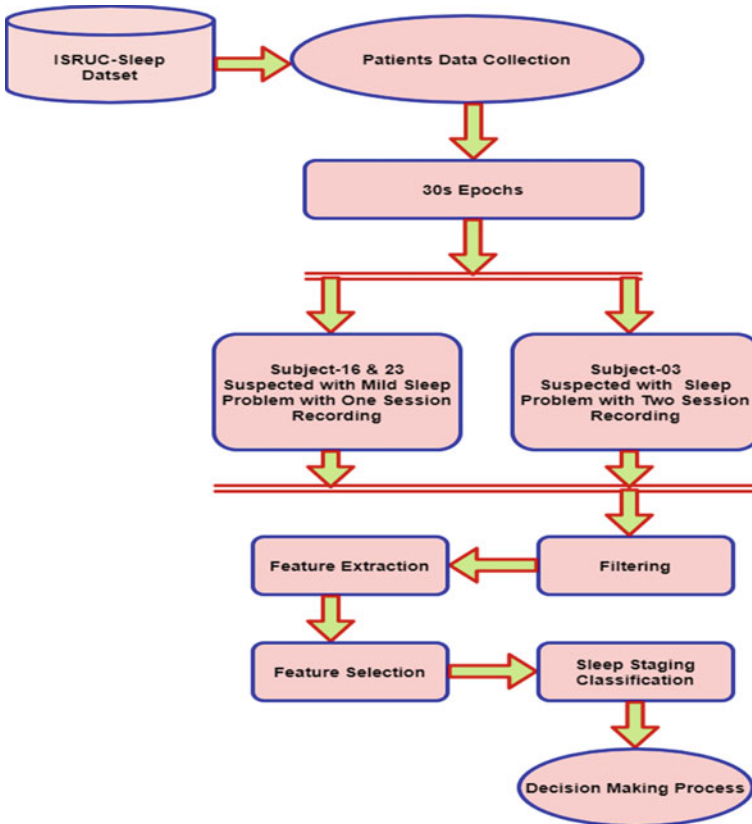 ISRUC-Sleep
Datset
Patients Data Collection
30s Epochs
Subject-16 & 23
Suspected with Mild Sleep
Problem with One Session
Recording
Subject-03
Suspected with Sleep
Problem with Two Session
Recording
Filtering
Feature Extraction
Feature Selection
Sleep Staging
Classification
Decision Making Process